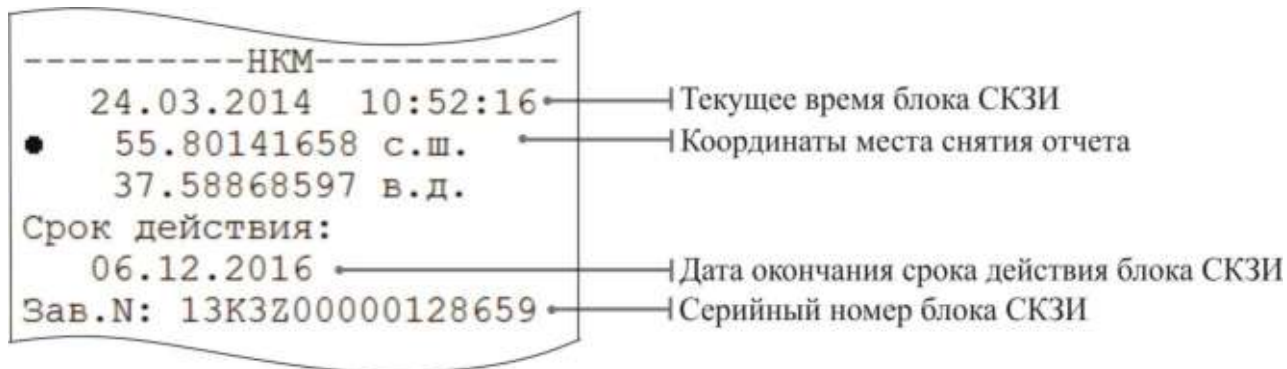 ----------НКМ-----------
24.03.2014 10:52:16 Текущее время блока СКЗИ
55.80141658 с.ш. Координаты места снятия отчета
37.58868597 в.д.
Срок действия:
06.12.2016 Дата окончания срока действия блока СКЗИ
Зав.N: 13K3Z00000128659 Серийный номер блока СКЗИ